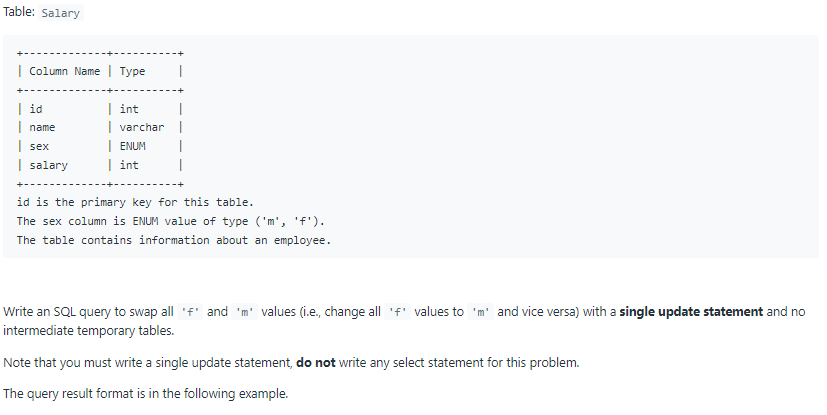 Table: Salary
+-------------+----------+
| Column Name | Type     |
+-------------+----------+
| id          | int      |
| name        | varchar  |
| sex         | ENUM     |
| salary      | int      |
+-------------+----------+
id is the primary key for this table.
The sex column is ENUM value of type ('m', 'f').
The table contains information about an employee.
Write an SQL query to swap all 'f' and 'm' values (i.e., change all 'f' values to 'm' and vice versa) with a single update statement and no
intermediate temporary tables.
Note that you must write a single update statement, do not write any select statement for this problem.
The query result format is in the following example.